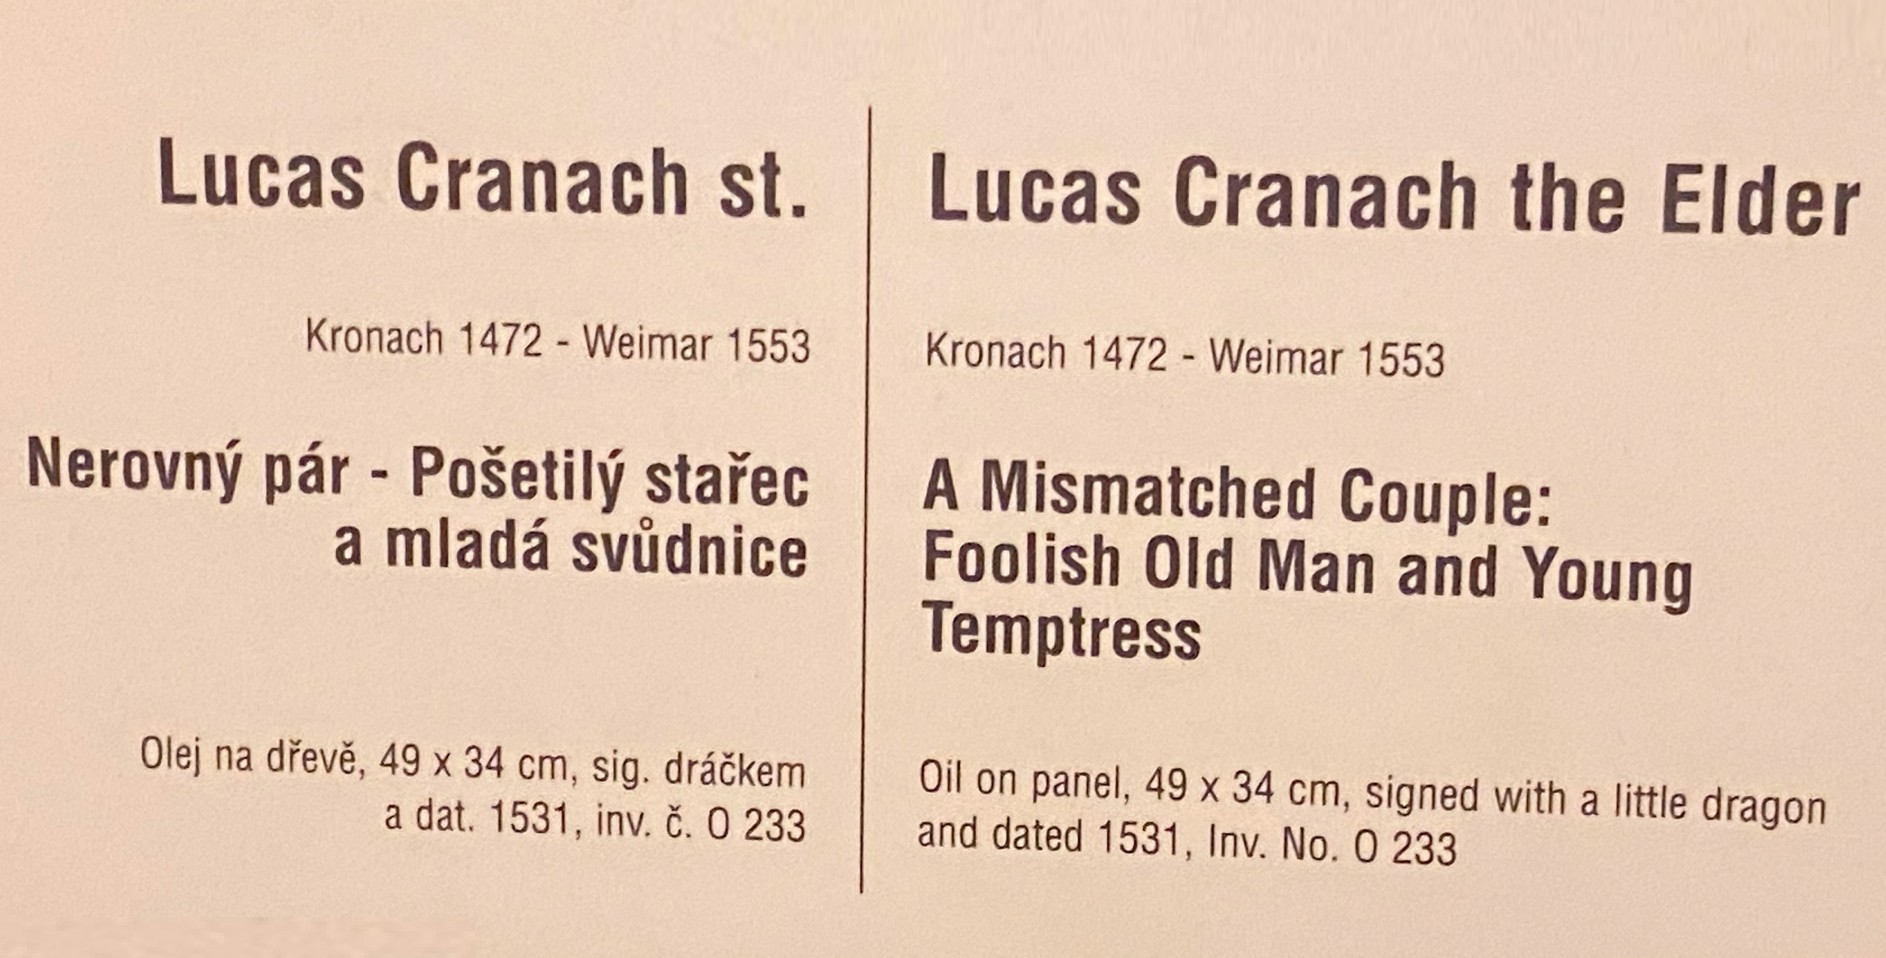 Lucas Cranach st.
Kronach 1472 - Weimar 1553
Nerovný pár - Pošetilý stařec
a mladá svůdnice
Olej na dřevě, 49 x 34 cm, sig. dráčkem
a dat. 1531, inv. č. O 233
Lucas Cranach the Elder
Kronach 1472 - Weimar 1553
A Mismatched Couple:
Foolish Old Man and Young
Temptress
Oil on panel, 49 x 34 cm, signed with a little dragon
and dated 1531, Inv. No. O 233